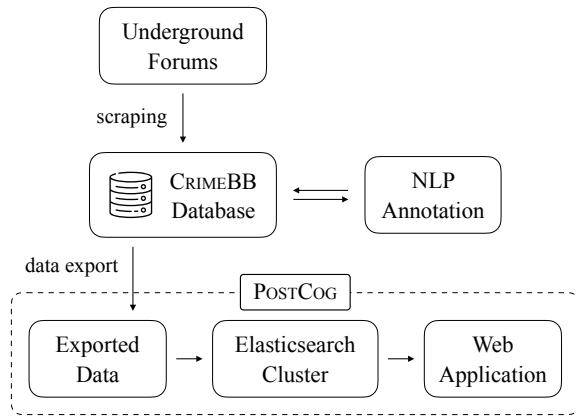 Underground
Forums
scraping
CRIMEBB
Database
NLP
Annotation
data export
POSTCOG
Exported
Data
Elasticsearch
Cluster
Web
Application